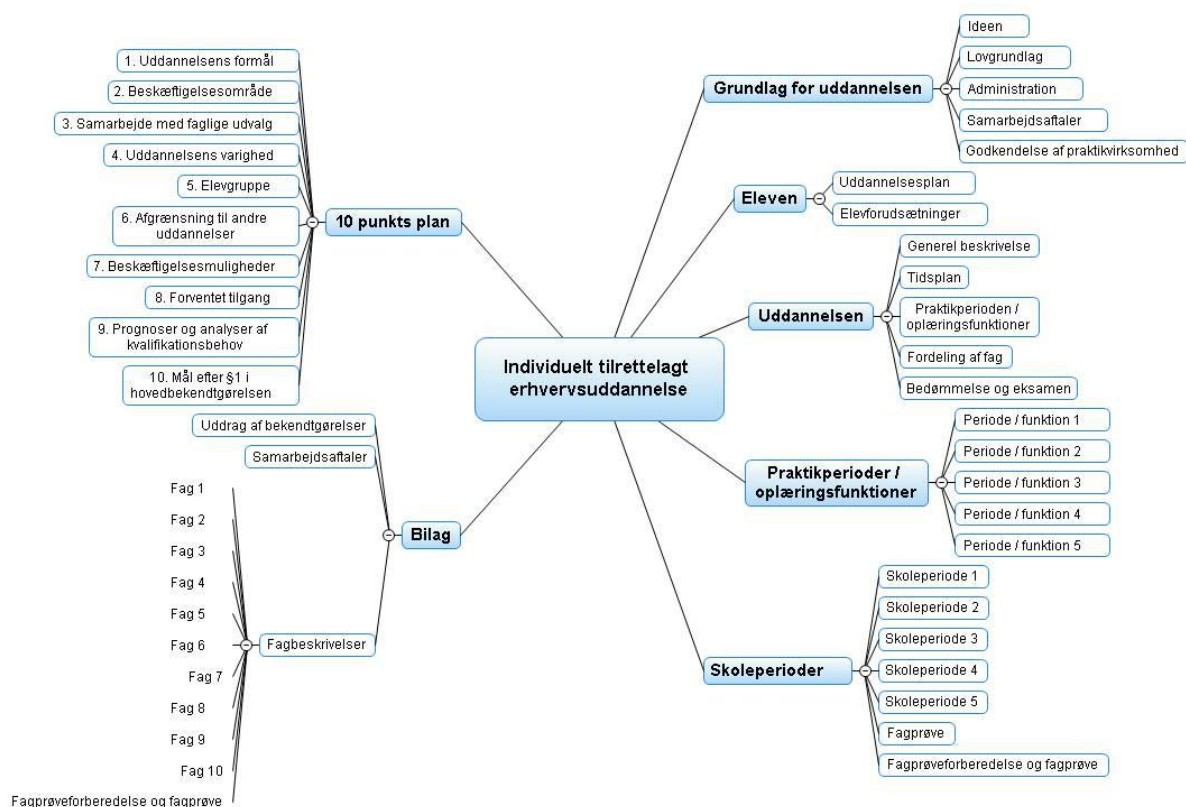 Individuelt tilrettelagt
erhvervsuddannelse
Grundlag for uddannelsen
Ideen
Lovgrundlag
Administration
Samarbejdsaftaler
Godkendelse af praktikvirksomhed
Eleven
Uddannelsesplan
Elevforudsætninger
Uddannelsen
Generel beskrivelse
Tidsplan
Praktikperioden /
oplæringsfunktioner
Fordeling af fag
Bedømmelse og eksamen
Praktikperioder /
oplæringsfunktioner
Periode / funktion 1
Periode / funktion 2
Periode / funktion 3
Periode / funktion 4
Periode / funktion 5
Skoleperioder
Skoleperiode 1
Skoleperiode 2
Skoleperiode 3
Skoleperiode 4
Skoleperiode 5
Fagprøve
Fagprøveforberedelse og fagprøve
10 punkts plan
1. Uddannelsens formål
2. Beskæftigelsesområde
3. Samarbejde med faglige udvalg
4. Uddannelsens varighed
5. Elevgruppe
6. Afgrænsning til andre
uddannelser
7. Beskæftigelsesmuligheder
8. Forventet tilgang
9. Prognoser og analyser af
kvalifikationsbehov
10. Mål efter §1 i
hovedbekendtgørelsen
Bilag
Uddrag af bekendtgørelser
Samarbejdsaftaler
Fagbeskrivelser
Fag 1
Fag 2
Fag 3
Fag 4
Fag 5
Fag 6
Fag 7
Fag 8
Fag 9
Fag 10
Fagprøveforberedelse og fagprøve